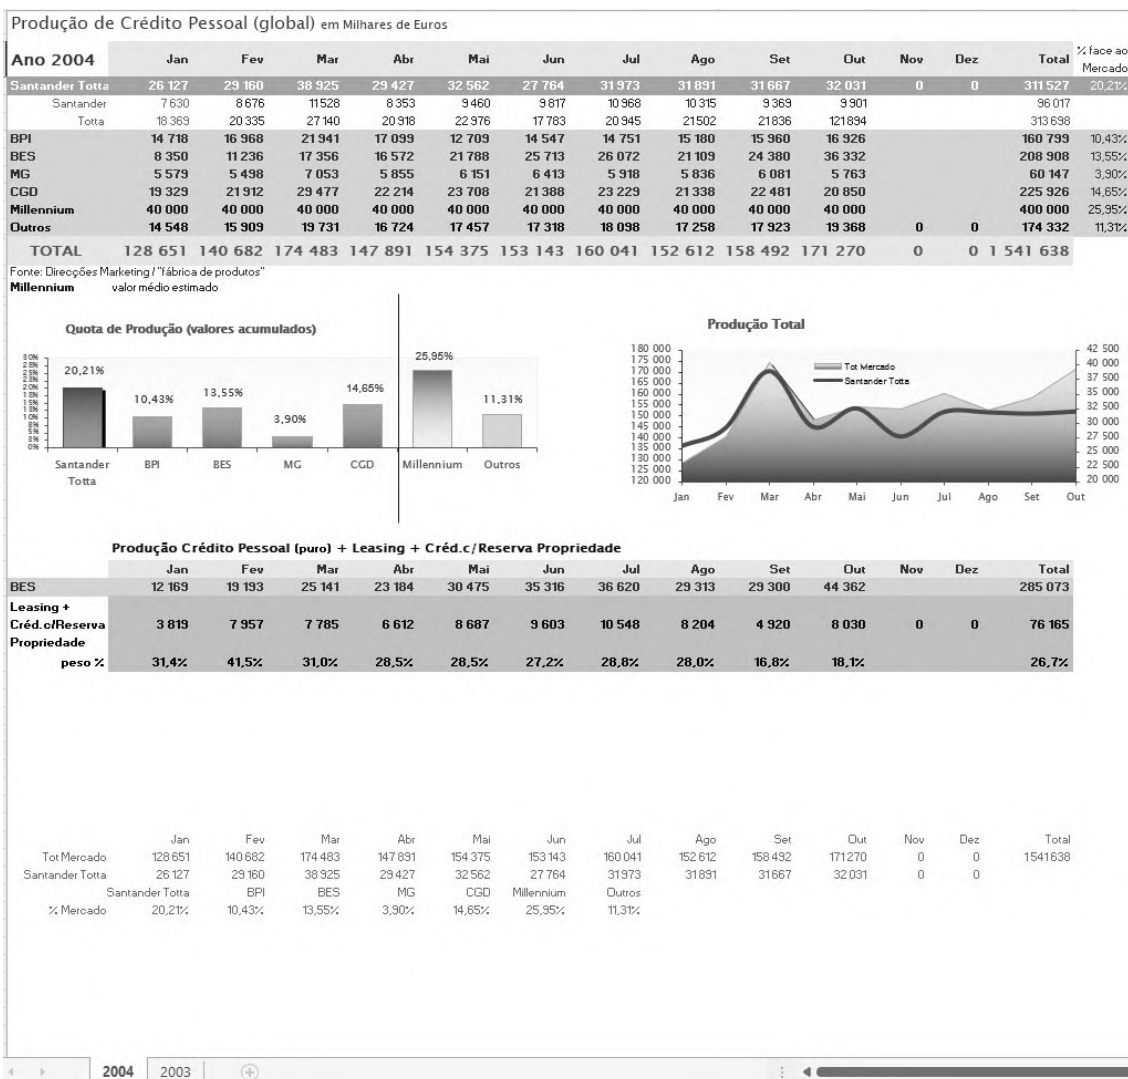 Produção de Crédito Pessoal (global) em Milhares de Euros
% face ao
Ano 2004 Jan Fev Mar Abr Mai Jun Jul Ago Set Out Nov Dez Total Mercado
Santander Totta 26 127 29 160 38 925 29 427 32 562 27 764 31 973 31 891 31 667 32 031 0 0 311 527 20,21%
Santander 7 630 8 676 11 528 8 353 9 460 9 817 10 968 10 315 9 369 9 901 96 017
Totta 18 369 20 335 27 140 20 918 22 976 17 783 20 945 21 502 21 836 121 894 313 698
BPI 14 718 16 968 21 941 17 099 12 709 14 547 14 751 15 180 15 960 16 926 160 799 10,43%
BES 8 350 11 236 17 356 16 572 21 788 25 713 26 072 21 109 24 380 36 332 208 908 13,55%
MG 5 579 5 498 7 053 5 855 6 151 6 413 5 918 5 836 6 081 5 763 60 147 3,90%
CGD 19 329 21 912 29 477 22 214 23 708 21 388 23 229 21 338 22 481 20 850 225 926 14,65%
Millennium 40 000 40 000 40 000 40 000 40 000 40 000 40 000 40 000 40 000 40 000 400 000 25,95%
Outros 14 548 15 909 19 731 16 724 17 457 17 318 18 098 17 258 17 923 19 368 0 0 174 332 11,31%
TOTAL 128 651 140 682 174 483 147 891 154 375 153 143 160 041 152 612 158 492 171 270 0 0 1 541 638
Fonte: Direcções Marketing / "fábrica de produtos"
Millennium valor médio estimado
Quota de Produção (valores acumulados)
20,21%
10,43%
13,55%
3,90%
14,65%
25,95%
11,31%
Santander Totta BPI BES MG CGD Millennium Outros
Produção Total
180 000
175 000
170 000
165 000
160 000
155 000
150 000
145 000
140 000
135 000
130 000
125 000
120 000
Tot Mercado
Santander Totta
42 500
40 000
37 500
35 000
32 500
30 000
27 500
25 000
22 500
20 000
Jan Fev Mar Abr Mai Jun Jul Ago Set Out
Produção Crédito Pessoal (puro) + Leasing + Créd.c/Reserva Propriedade
Jan Fev Mar Abr Mai Jun Jul Ago Set Out Nov Dez Total
BES 12 169 19 193 25 141 23 184 30 475 35 316 36 620 29 313 29 300 44 362 285 073
Leasing +
Créd.c/Reserva 3 819 7 957 7 785 6 612 8 687 9 603 10 548 8 204 4 920 8 030 0 0 76 165
Propriedade
peso % 31,4% 41,5% 31,0% 28,5% 28,5% 27,2% 28,8% 28,0% 16,8% 18,1% 26,7%
Jan Fev Mar Abr Mai Jun Jul Ago Set Out Nov Dez Total
Tot Mercado 128 651 140 682 174 483 147 891 154 375 153 143 160 041 152 612 158 492 171 270 0 0 1 541 638
Santander Totta 26 127 29 160 38 925 29 427 32 562 27 764 31 973 31 891 31 667 32 031 0 0
Santander Totta BPI BES MG CGD Millennium Outros
% Mercado 20,21% 10,43% 13,55% 3,90% 14,65% 25,95% 11,31%
2004 2003